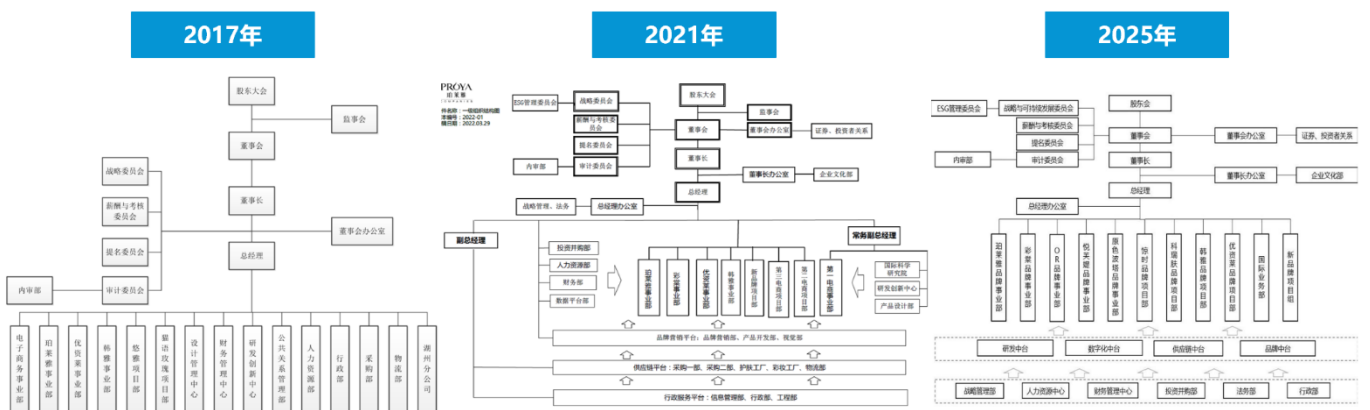 2017年
股东大会
监事会
董事会
战略委员会
薪酬与考核
委员会
董事长
提名委员会
董事会办公室
总经理
内审部
审计委员会
电子商务事业部
珀莱雅事业部
优资莱事业部
韩雅事业部
悠雅项目部
猫语玫瑰项目部
设计管理中心
财务管理中心
研发创新中心
公共关系管理部
人力资源部
行政部
采购部
物流部
湖州分公司
2021年
PROYA
珀莱雅
COMPANIES
件名称:一级组织结构图
本编号:2022-01
效日期:2022.03.29
股东大会
ESG管理委员会
战略委员会
监事会
薪酬与考核委
员会
董事会
董事会办公室
证券、投资者关系
提名委员会
内审部
审计委员会
董事长
董事长办公室
企业文化部
总经理
战略管理、法务
总经理办公室
副总经理
常务副总经理
投资并购部
人力资源部
财务部
数据平台部
珀莱雅事业部
彩棠事业部
优资莱事业部
韩雅事业部
新品牌项目部
第三电商项目部
第二电商项目部
第一电商事业部
国际科学
研究院
研发创新中心
产品设计部
品牌营销平台:品牌营销部、产品开发部、视觉部
供应链平台:采购一部、采购二部、护肤工厂、彩妆工厂、物流部
行政服务平台:信息管理部、行政部、工程部
2025年
ESG管理委员会
战略与可持续发展委员会
股东会
薪酬与考核委员会
董事会
董事会办公室
证券、投资者关系
提名委员会
内审部
审计委员会
董事长
董事长办公室
企业文化部
总经理
总经理办公室
珀莱雅品牌事业部
彩棠品牌事业部
OR品牌事业部
悦芙媞品牌事业部
原色波塔品牌事业部
惊时品牌项目部
科瑞肤品牌项目部
韩雅品牌项目部
优资莱品牌项目部
国际业务部
新品牌项目组
研发中台
数字化中台
供应链中台
品牌中台
战略管理部
人力资源中心
财务管理中心
投资并购部
法务部
行政部